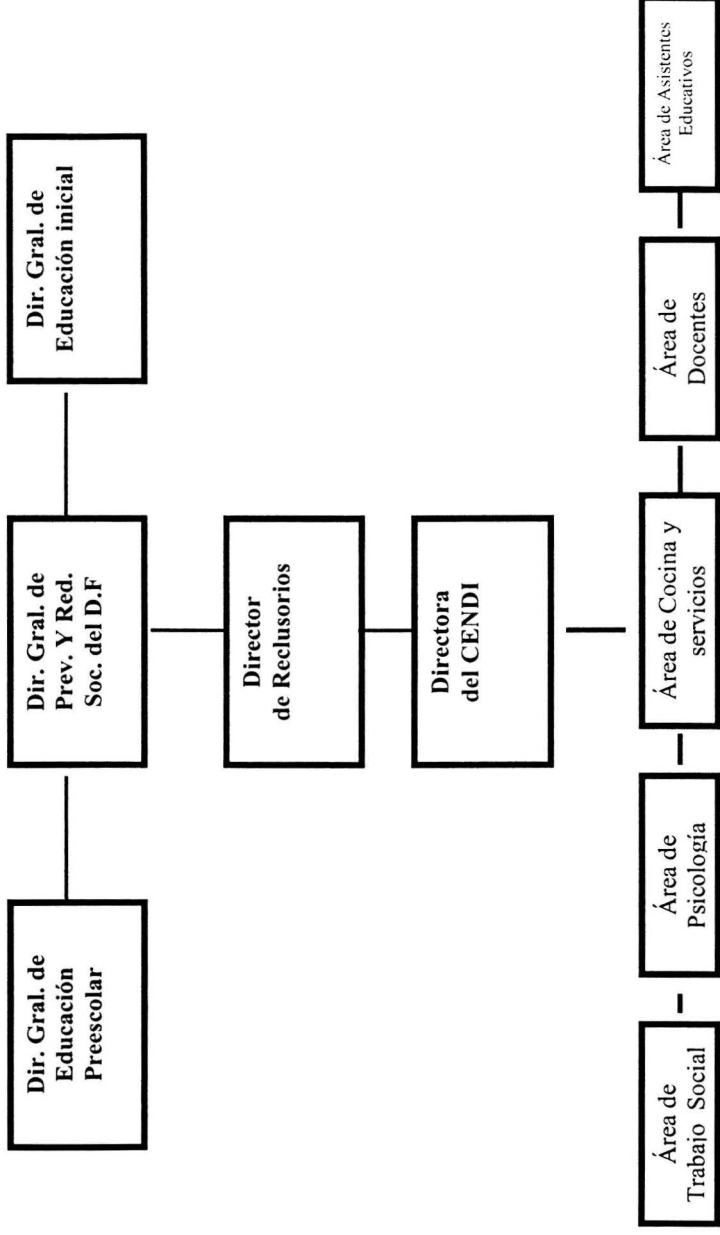 Dir. Gral. de
Educación
Preescolar
Dir. Gral. de
Prev. Y Red.
Soc. del D.F
Dir. Gral. de
Educación inicial
Director
de Reclusorios
Directora
del CENDI
Área de
Trabajo Social
Área de
Psicología
Área de Cocina y
servicios
Área de
Docentes
Área de Asistentes
Educativos